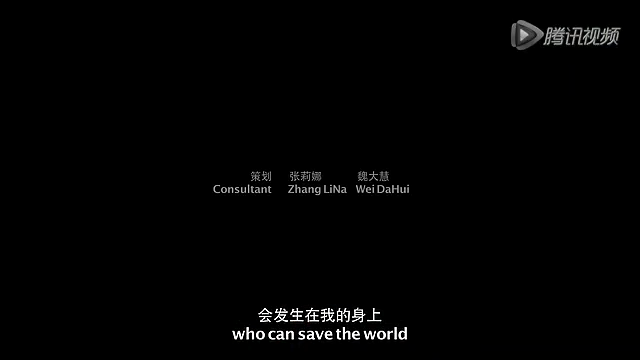 腾讯视频
策划 张莉娜 魏大慧
Consultant Zhang LiNa Wei DaHui
会发生在我的身上
who can save the world